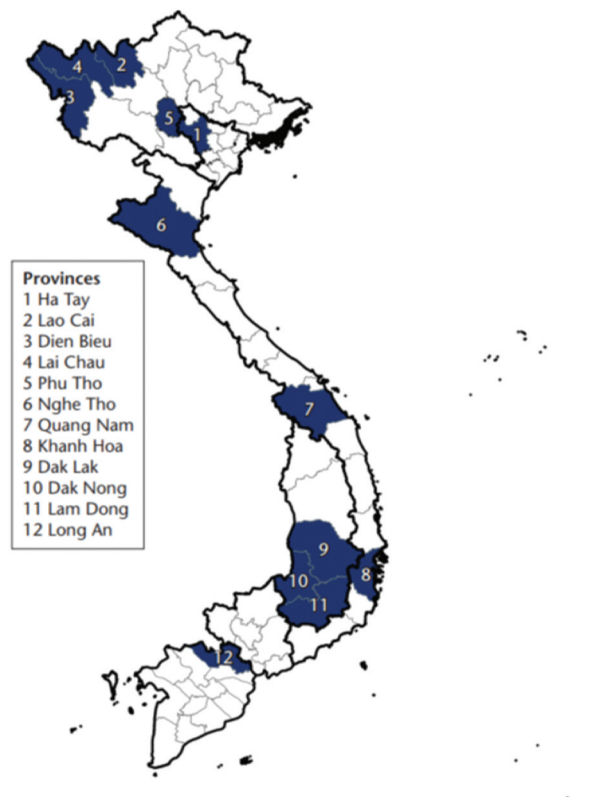 4
2
3
5
1
6
Provinces
1 Ha Tay
2 Lao Cai
3 Dien Bieu
4 Lai Chau
5 Phu Tho
6 Nghe Tho
7 Quang Nam
8 Khanh Hoa
9 Dak Lak
10 Dak Nong
11 Lam Dong
12 Long An
7
9
8
10
11
12